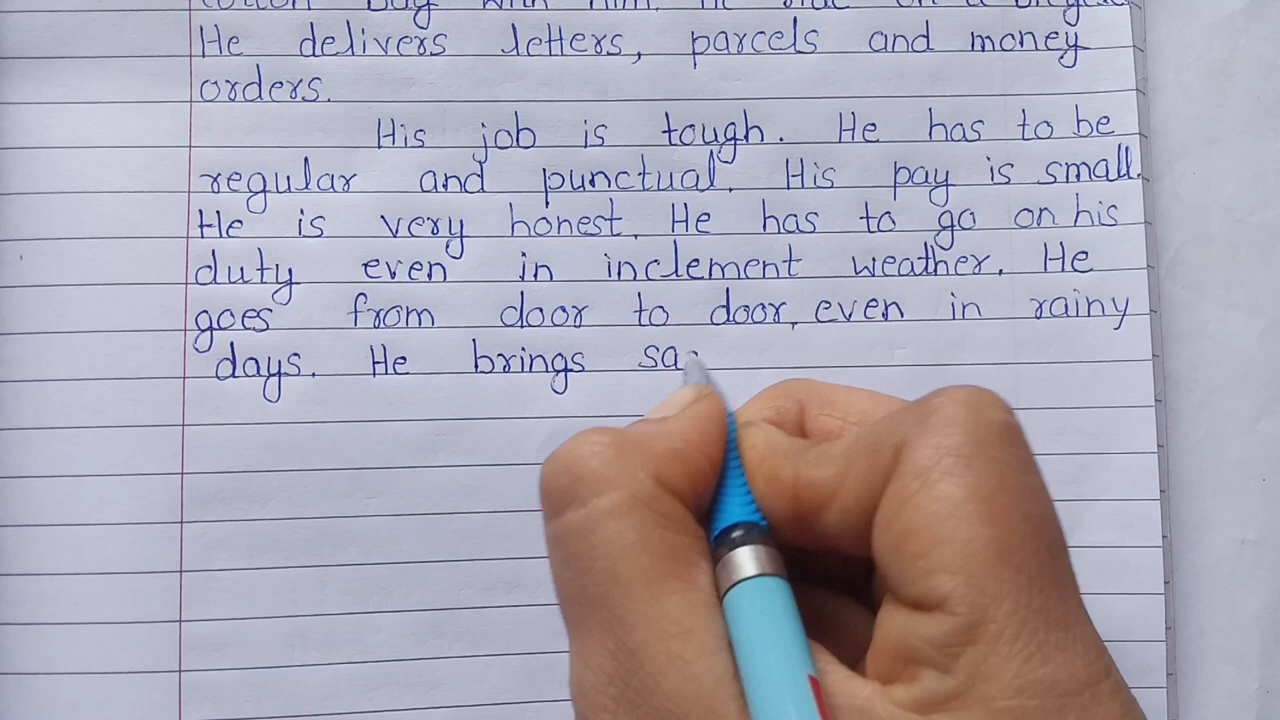 He delivers letters, parcels and money
orders.
His job is tough. He has to be
regular and punctual. His pay is small.
He is very honest. He has to go on his
duty even in inclement weather. He
goes from door to door, even in rainy
days. He brings sa